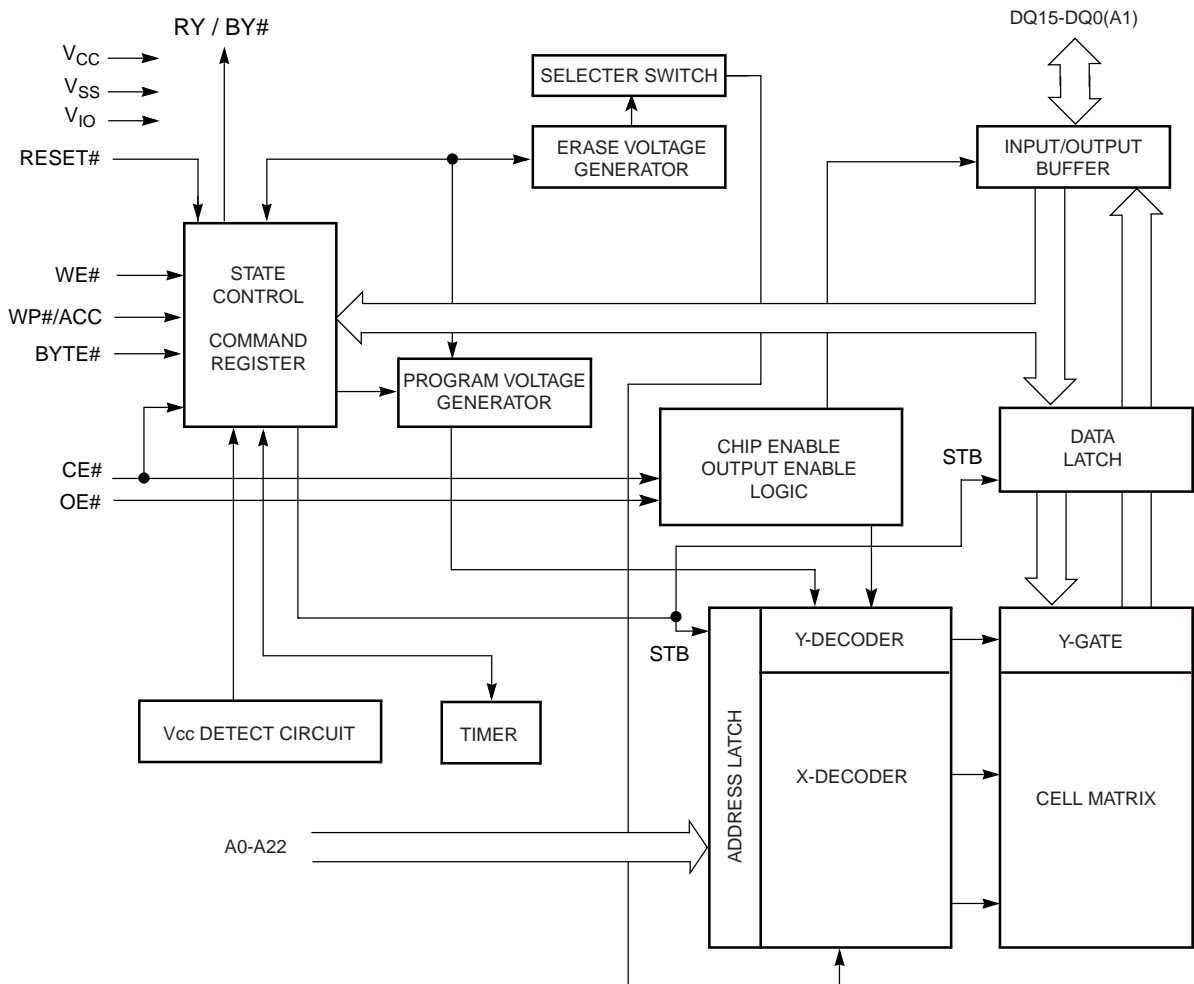 RY / BY#
DQ15-DQ0(A1)
VCC
VSS
VIO
RESET#
SELECTER SWITCH
ERASE VOLTAGE
GENERATOR
INPUT/OUTPUT
BUFFER
WE#
WP#/ACC
BYTE#
STATE
CONTROL
COMMAND
REGISTER
PROGRAM VOLTAGE
GENERATOR
CE#
OE#
CHIP ENABLE
OUTPUT ENABLE
LOGIC
STB
DATA
LATCH
STB
ADDRESS LATCH
Y-DECODER
Y-GATE
Vcc DETECT CIRCUIT
TIMER
X-DECODER
CELL MATRIX
A0-A22